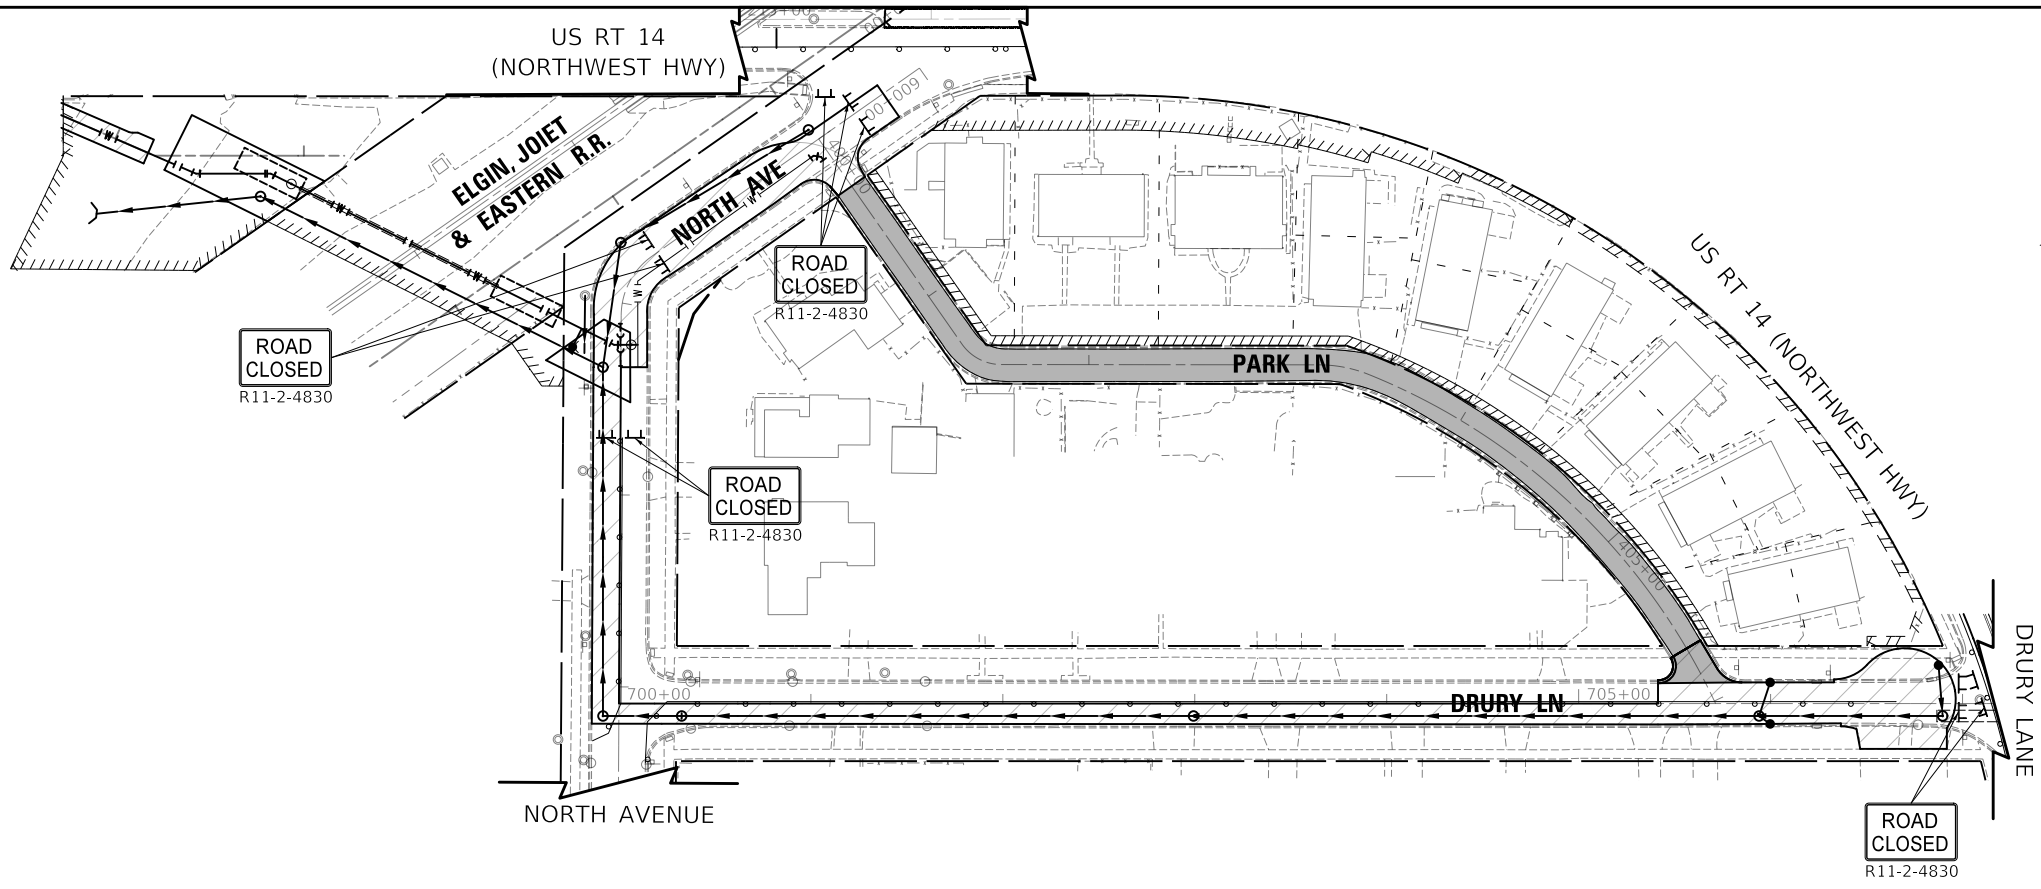 US RT 14
(NORTHWEST HWY)
ELGIN, JOIET
& EASTERN R.R.
NORTH AVE
600+00
ROAD
CLOSED
R11-2-4830
ROAD
CLOSED
R11-2-4830
PARK LN
US RT 14 (NORTHWEST HWY)
ROAD
CLOSED
R11-2-4830
405+00
700+00
DRURY LN
705+00
DRURY LANE
NORTH AVENUE
ROAD
CLOSED
R11-2-4830
W
W
W
W
W